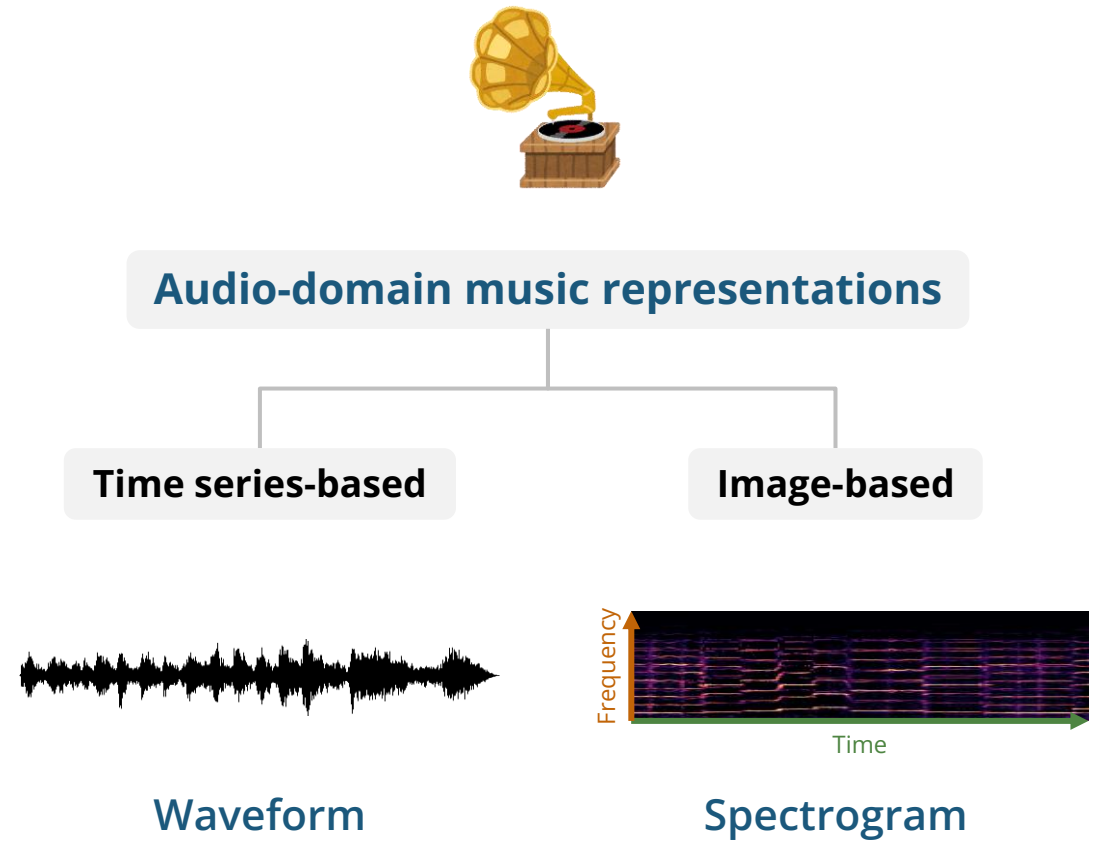 Audio-domain music representations
Time series-based
Image-based
Frequency
Time
Waveform
Spectrogram